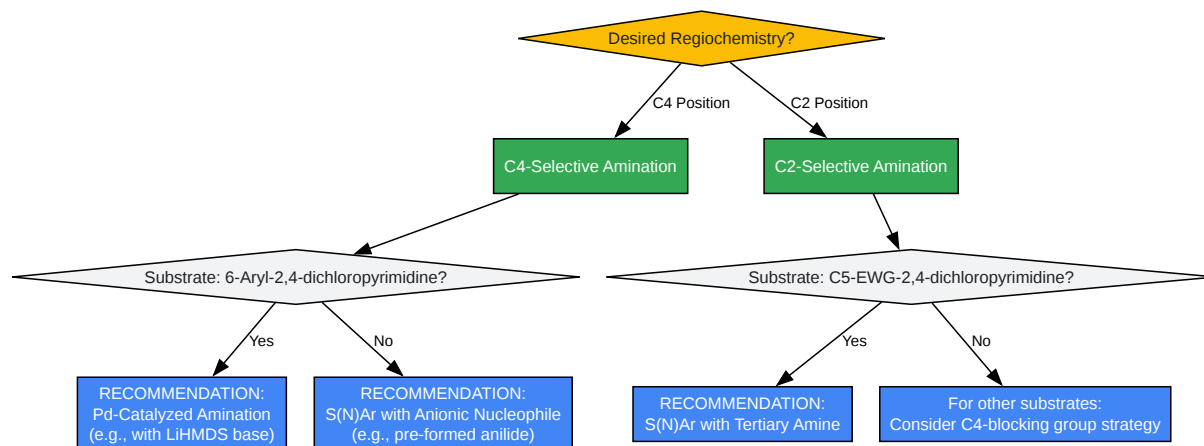 Desired Regiochemistry?
C4 Position
C2 Position
C4-Selective Amination
C2-Selective Amination
Substrate: 6-Aryl-2,4-dichloropyrimidine?
Substrate: C5-EWG-2,4-dichloropyrimidine?
Yes
No
Yes
No
RECOMMENDATION:
Pd-Catalyzed Amination
(e.g., with LiHMDS base)
RECOMMENDATION:
S(N)Ar with Anionic Nucleophile
(e.g., pre-formed anilide)
RECOMMENDATION:
S(N)Ar with Tertiary Amine
For other substrates:
Consider C4-blocking group strategy